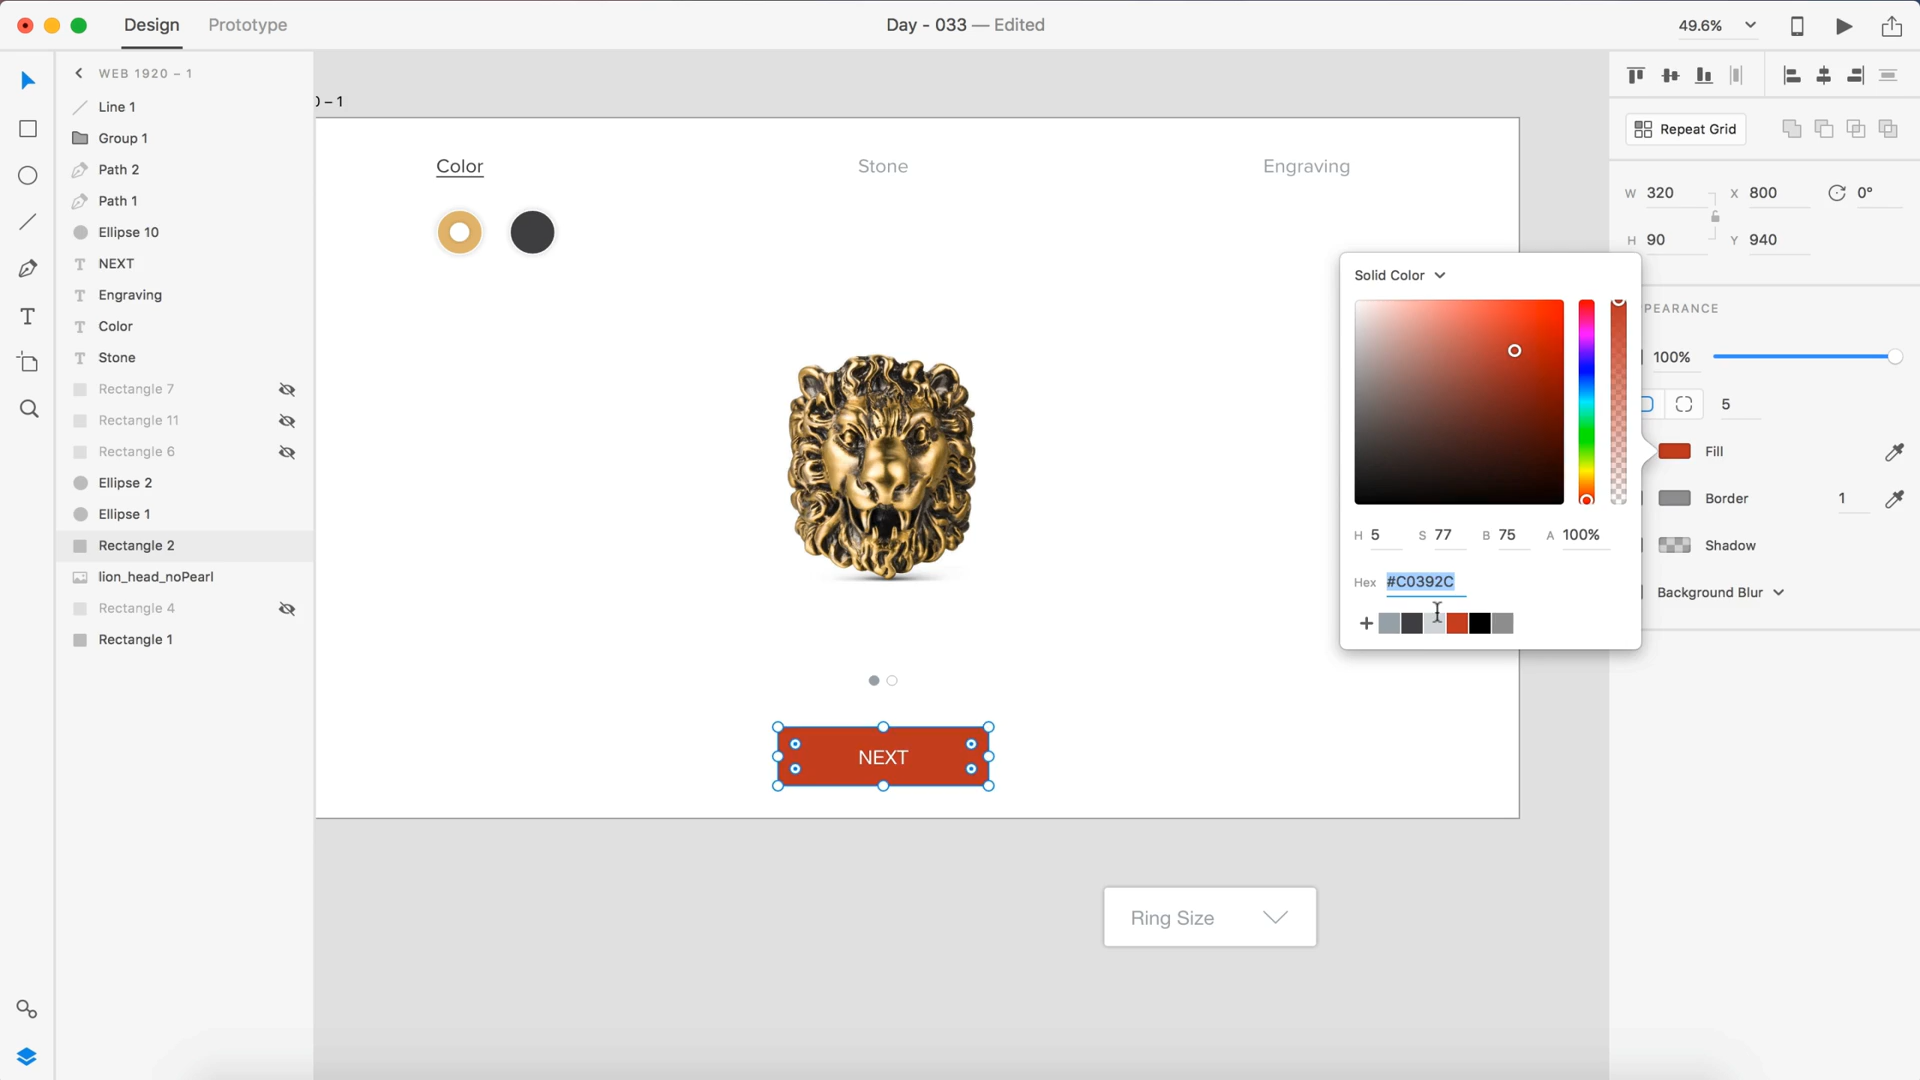 Design
Prototype
Day - 033 — Edited
49.6%
WEB 1920 – 1
Line 1
Group 1
Path 2
Path 1
Ellipse 10
NEXT
Engraving
Color
Stone
Rectangle 7
Rectangle 11
Rectangle 6
Ellipse 2
Ellipse 1
Rectangle 2
lion_head_noPearl
Rectangle 4
Rectangle 1
– 1
Color
Stone
Engraving
NEXT
Ring Size
Solid Color
H 5 S 77 B 75 A 100%
Hex #C0392C
Repeat Grid
W 320 X 800 0°
H 90 Y 940
PEARANCE
100%
5
Fill
Border 1
Shadow
Background Blur